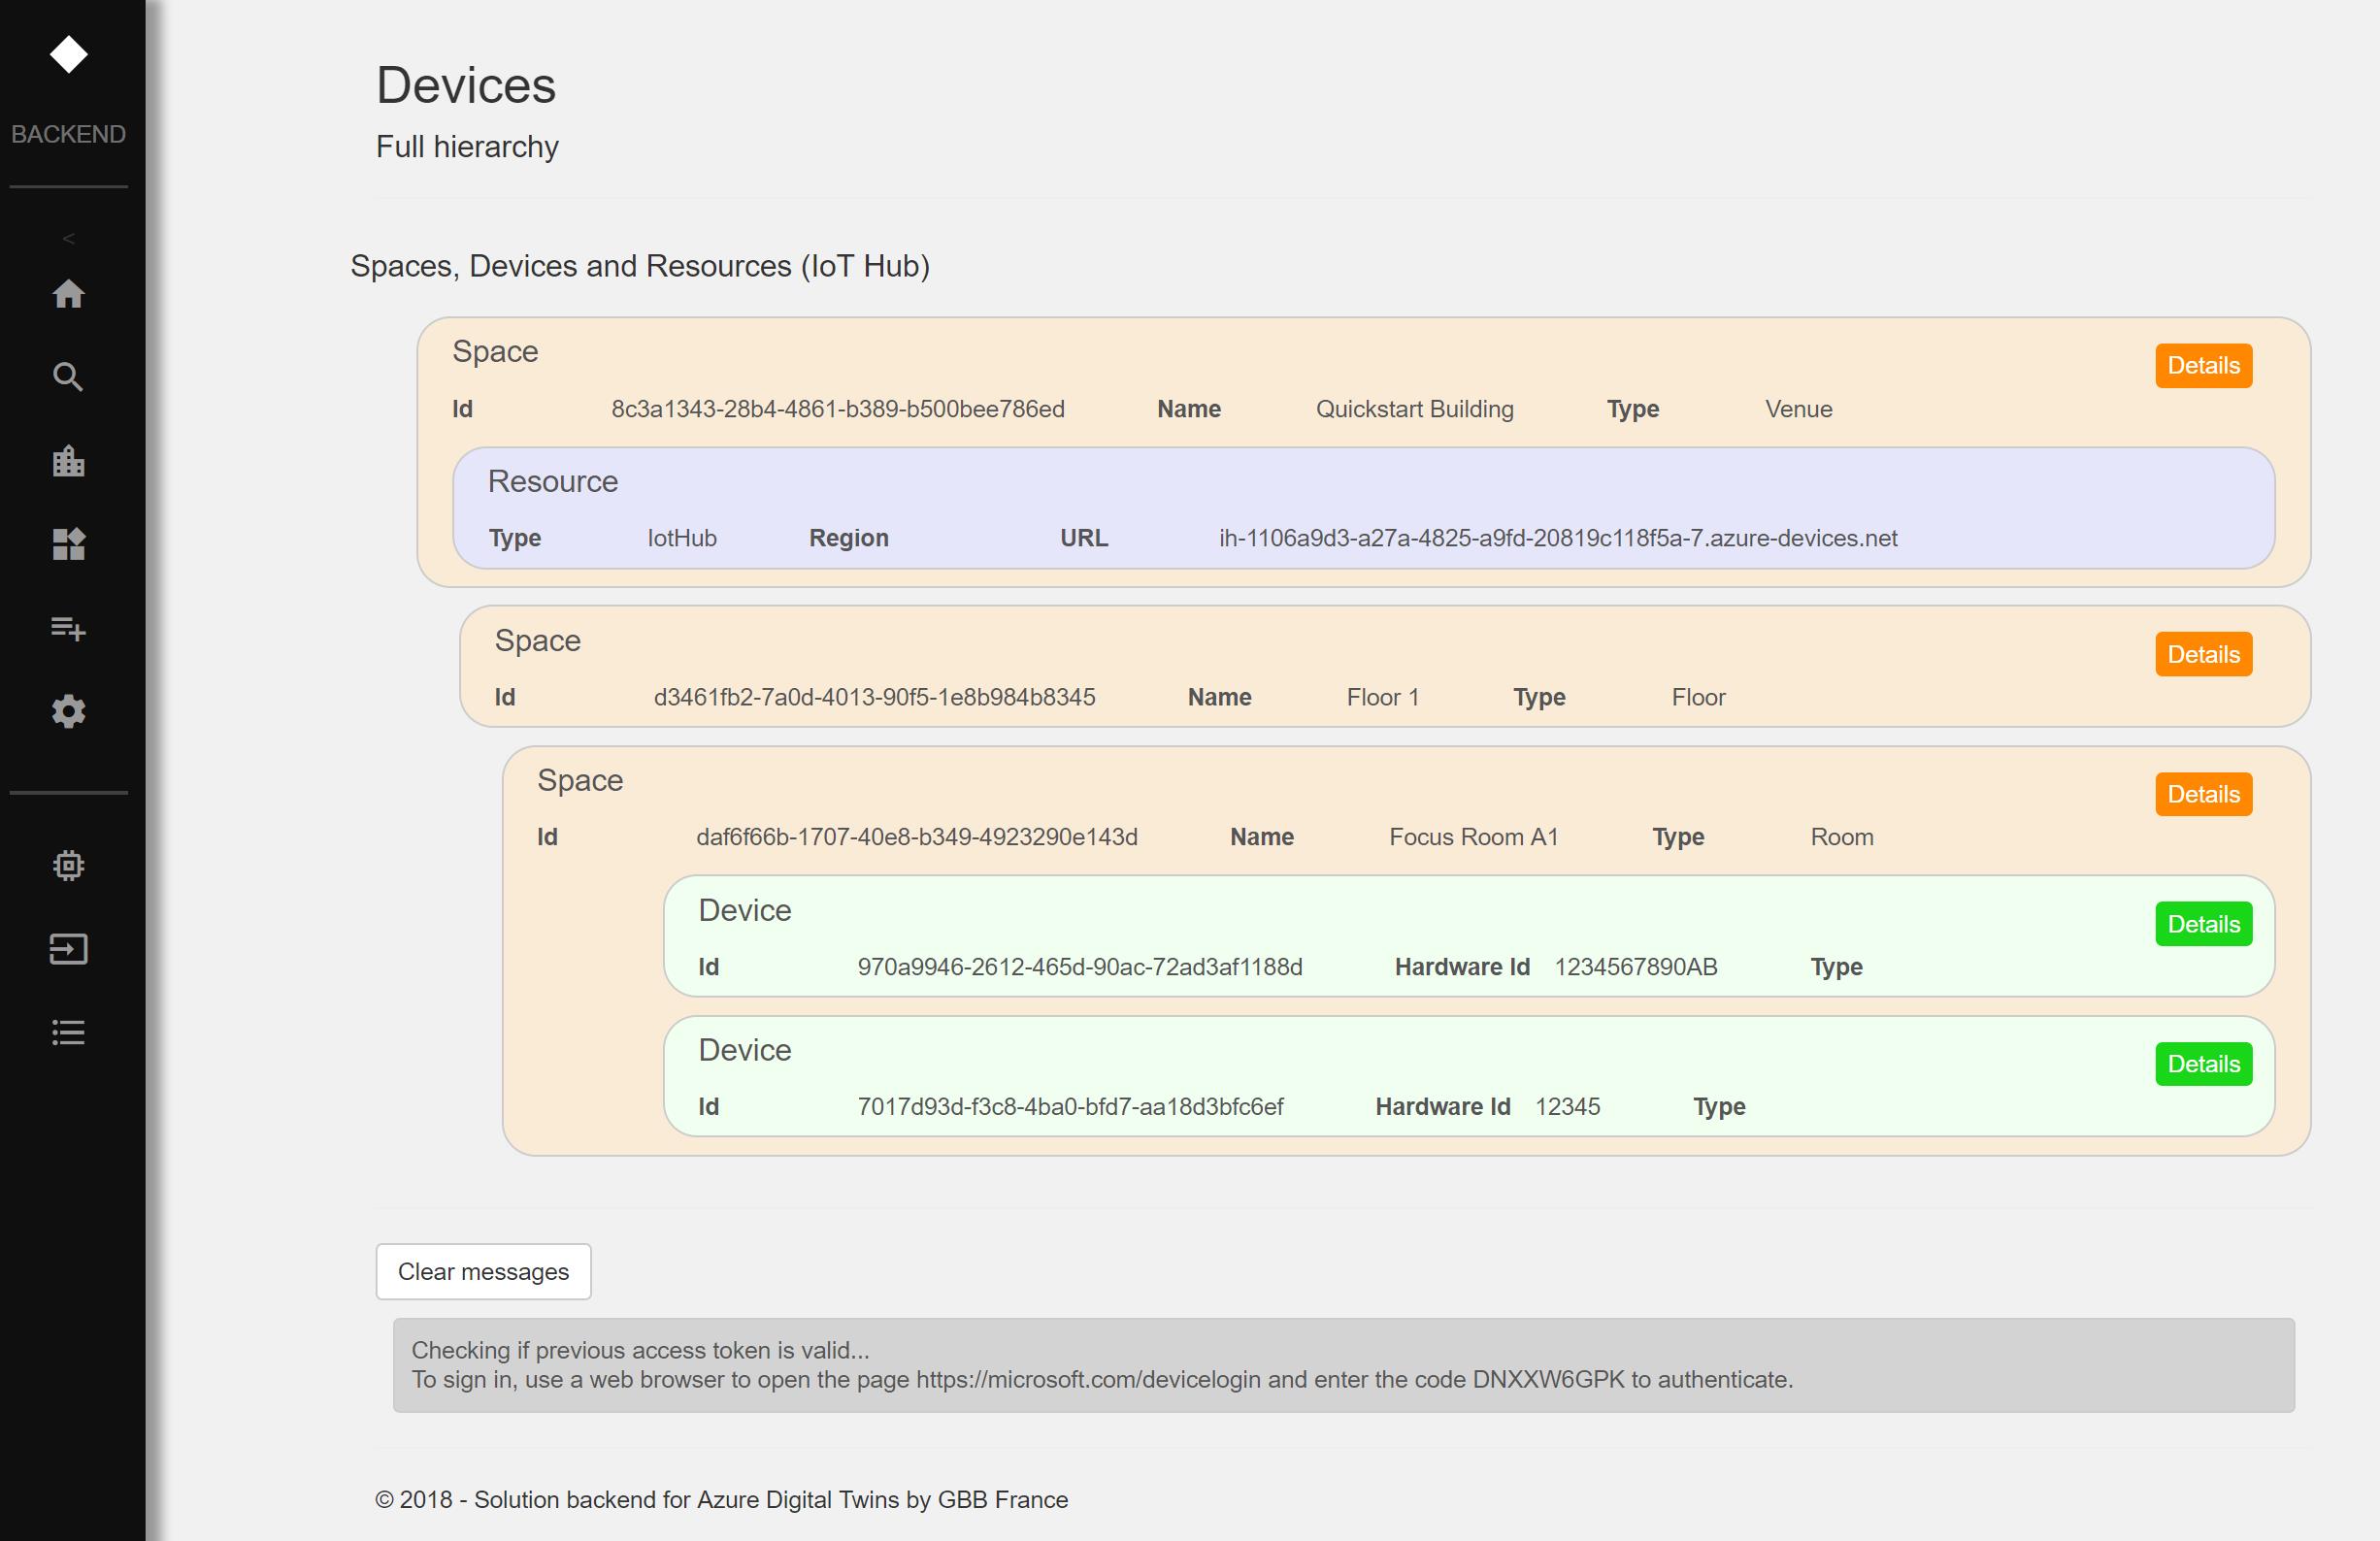 BACKEND
<
Devices
Full hierarchy
Spaces, Devices and Resources (IoT Hub)
Space
Details
Id 8c3a1343-28b4-4861-b389-b500bee786ed Name Quickstart Building Type Venue
Resource
Type IotHub Region URL ih-1106a9d3-a27a-4825-a9fd-20819c118f5a-7.azure-devices.net
Space
Details
Id d3461fb2-7a0d-4013-90f5-1e8b984b8345 Name Floor 1 Type Floor
Space
Details
Id daf6f66b-1707-40e8-b349-4923290e143d Name Focus Room A1 Type Room
Device
Details
Id 970a9946-2612-465d-90ac-72ad3af1188d Hardware Id 1234567890AB Type
Device
Details
Id 7017d93d-f3c8-4ba0-bfd7-aa18d3bfc6ef Hardware Id 12345 Type
Clear messages
Checking if previous access token is valid...
To sign in, use a web browser to open the page https://microsoft.com/devicelogin and enter the code DNXXW6GPK to authenticate.
© 2018 - Solution backend for Azure Digital Twins by GBB France